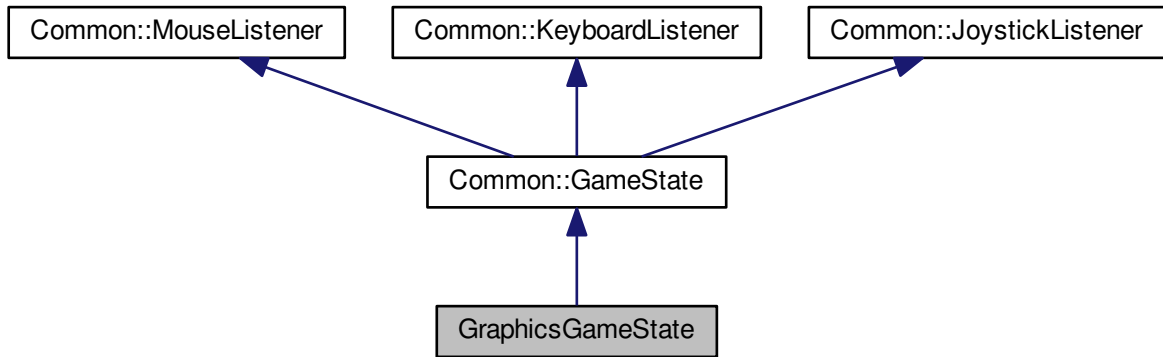 Common::MouseListener
Common::KeyboardListener
Common::JoystickListener
Common::GameState
GraphicsGameState